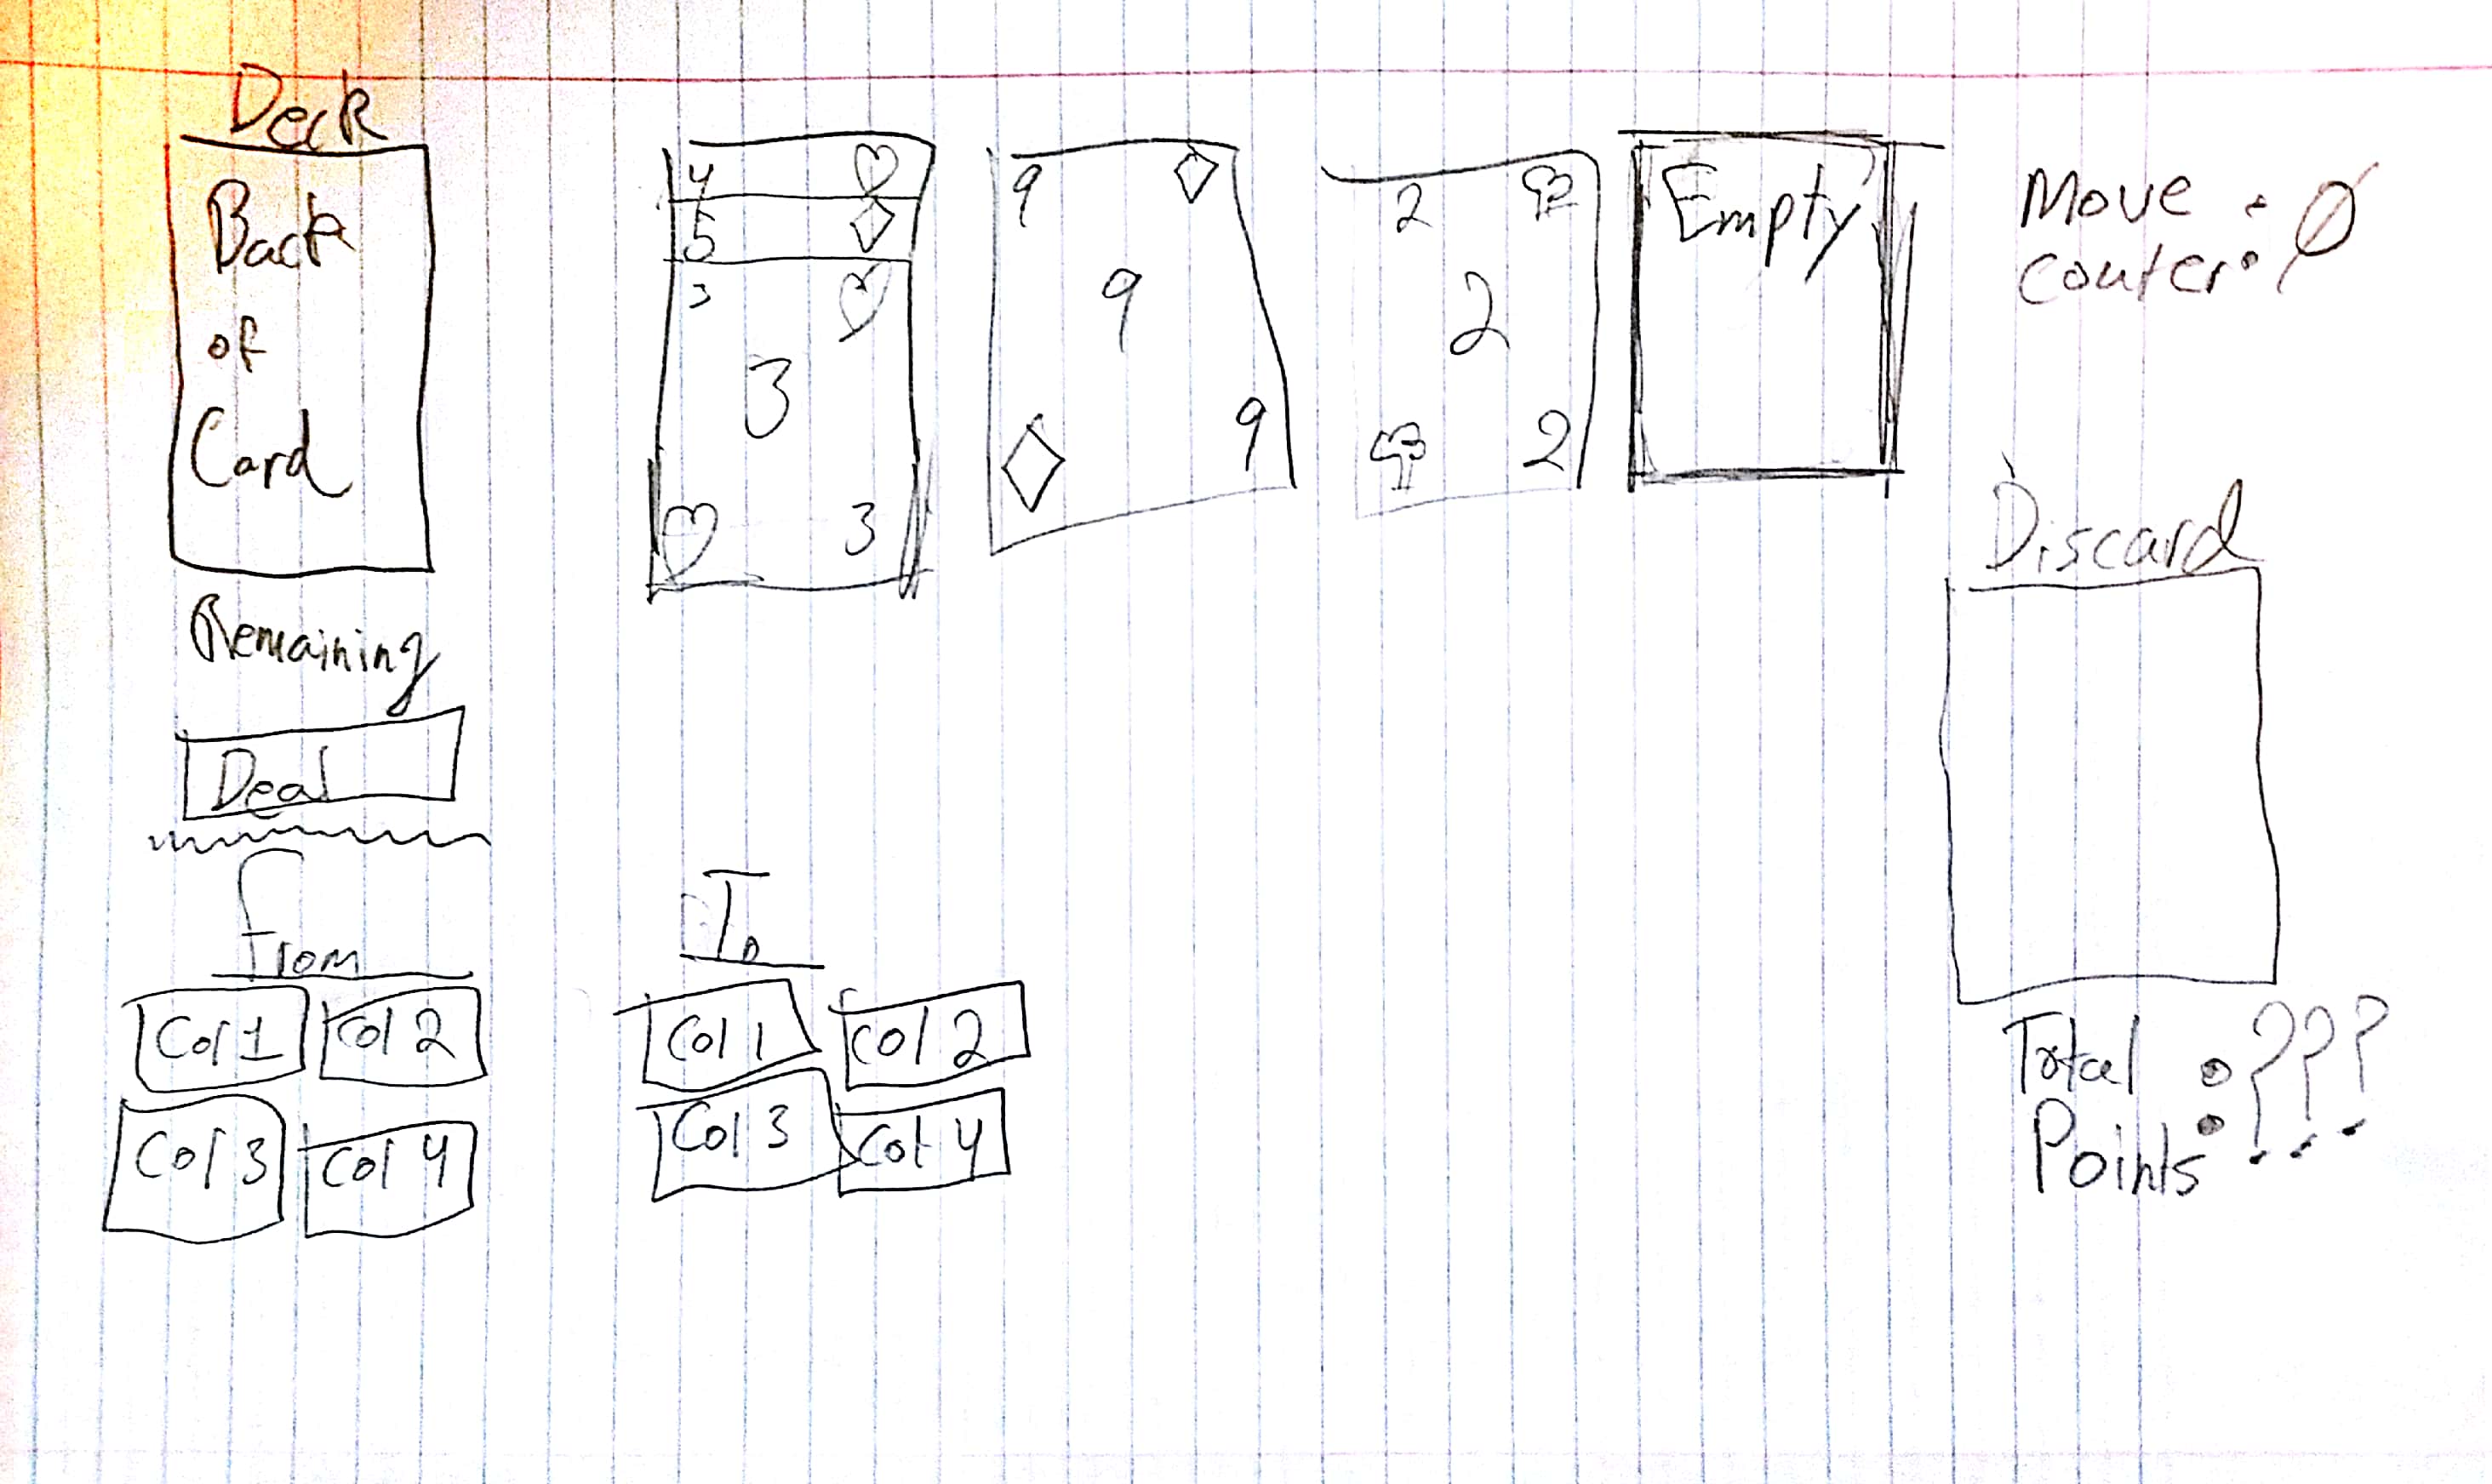 Deck
Back
of
Card
Remaining
Deal
4 ♡
5 ♢
3 ♡
3
♡ 3
9 ♢
9
♢ 9
2 ♧
2
♧ 2
Empty
Move :
couter: Ø
Discard
Total
Points : ???
From
Col 1 Col 2
Col 3 Col 4
To
Col 1 Col 2
Col 3 Col 4